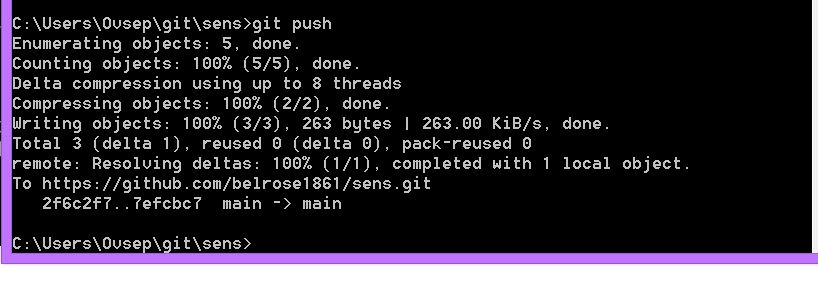 C:\Users\Ovsep\git\sens>git push
Enumerating objects: 5, done.
Counting objects: 100% (5/5), done.
Delta compression using up to 8 threads
Compressing objects: 100% (2/2), done.
Writing objects: 100% (3/3), 263 bytes | 263.00 KiB/s, done.
Total 3 (delta 1), reused 0 (delta 0), pack-reused 0
remote: Resolving deltas: 100% (1/1), completed with 1 local object.
To https://github.com/belrose1861/sens.git
   2f6c2f7..7efcbc7  main -> main
C:\Users\Ovsep\git\sens>